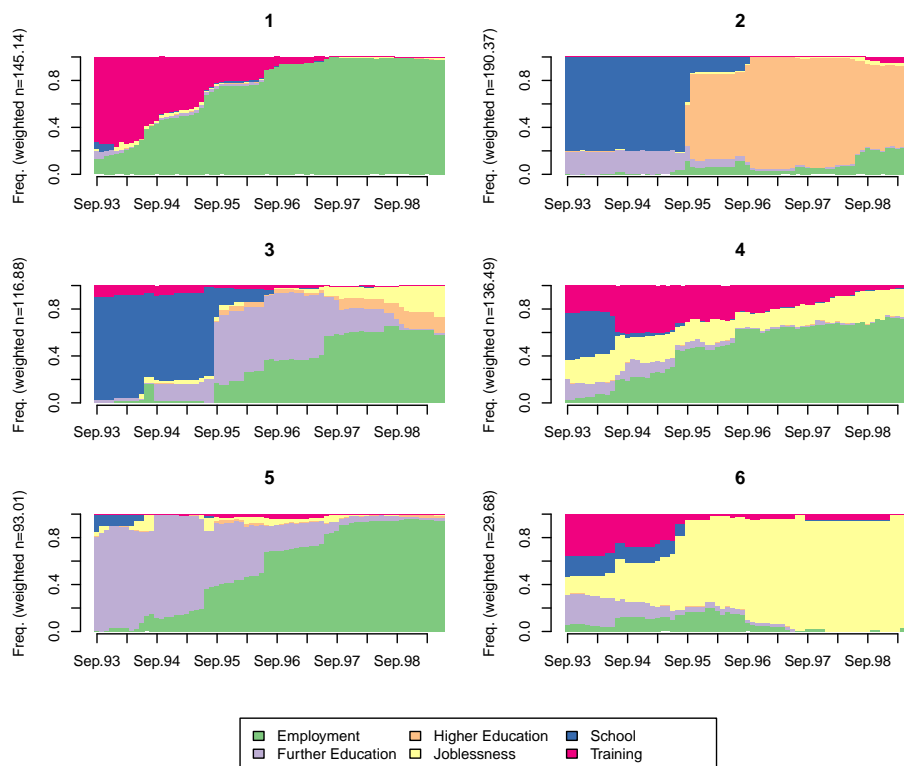 1
Freq. (weighted n=145.14)
0.0 0.4 0.8
Sep.93 Sep.94 Sep.95 Sep.96 Sep.97 Sep.98
2
Freq. (weighted n=190.37)
0.0 0.4 0.8
Sep.93 Sep.94 Sep.95 Sep.96 Sep.97 Sep.98
3
Freq. (weighted n=116.88)
0.0 0.4 0.8
Sep.93 Sep.94 Sep.95 Sep.96 Sep.97 Sep.98
4
Freq. (weighted n=136.49)
0.0 0.4 0.8
Sep.93 Sep.94 Sep.95 Sep.96 Sep.97 Sep.98
5
Freq. (weighted n=93.01)
0.0 0.4 0.8
Sep.93 Sep.94 Sep.95 Sep.96 Sep.97 Sep.98
6
Freq. (weighted n=29.68)
0.0 0.4 0.8
Sep.93 Sep.94 Sep.95 Sep.96 Sep.97 Sep.98
Employment Higher Education School
Further Education Joblessness Training